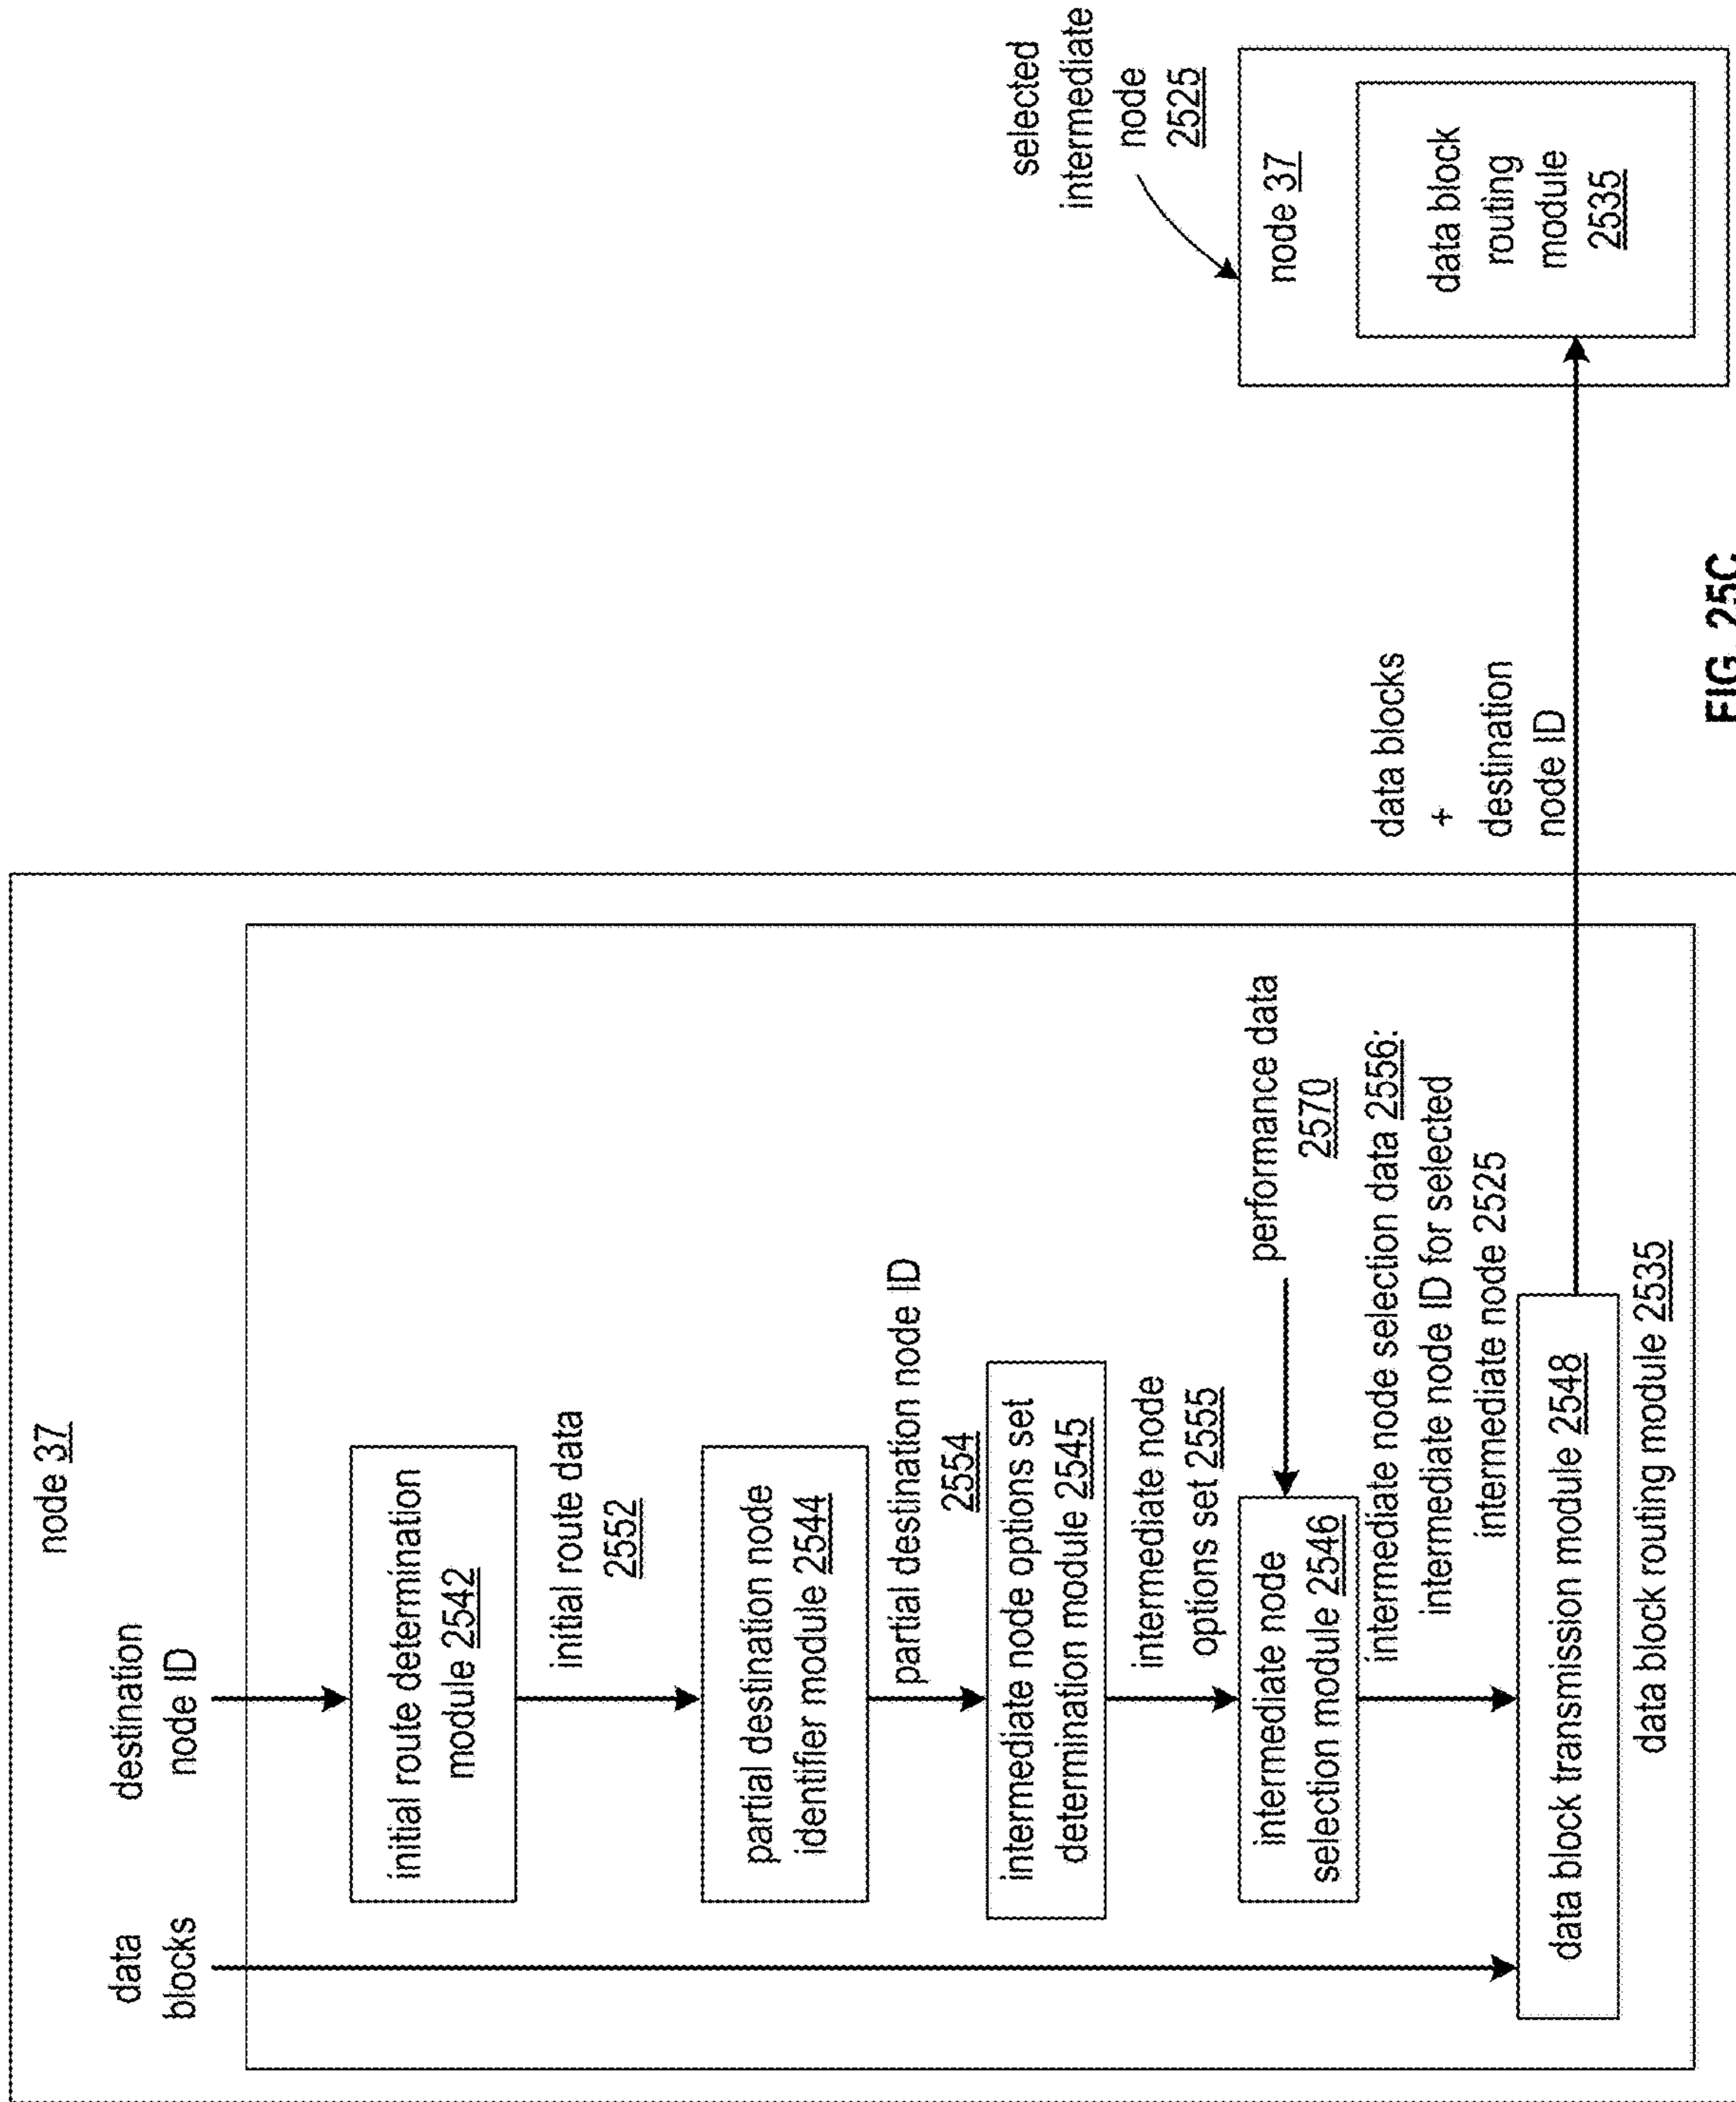 node 37
data
blocks
destination
node ID
initial route determination
module 2542
initial route data
2552
partial destination node
identifier module 2544
partial destination node ID
2554
intermediate node options set
determination module 2545
intermediate node
options set 2555
intermediate node
selection module 2546
performance data
2570
intermediate node selection data 2556:
intermediate node ID for selected
intermediate node 2525
data block transmission module 2548
data block routing module 2535
data blocks
+
destination
node ID
selected
intermediate
node
2525
node 37
data block
routing
module
2535
FIG. 25C